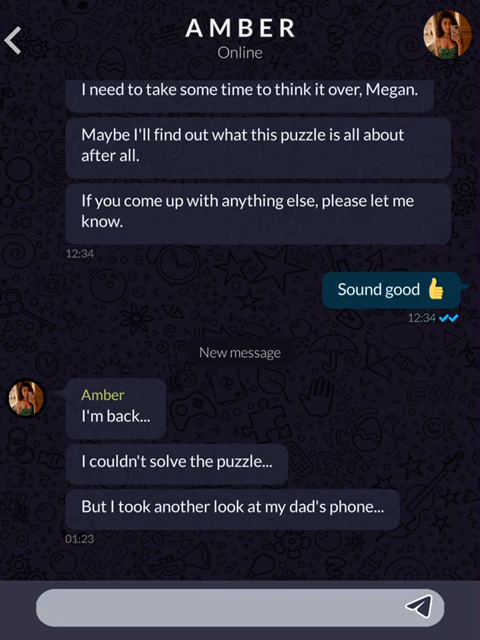 AMBER
Online
I need to take some time to think it over, Megan.
Maybe I'll find out what this puzzle is all about
after all.
If you come up with anything else, please let me
know.
12:34
Sound good 👍
12:34
New message
Amber
I'm back...
I couldn't solve the puzzle...
But I took another look at my dad's phone...
01:23